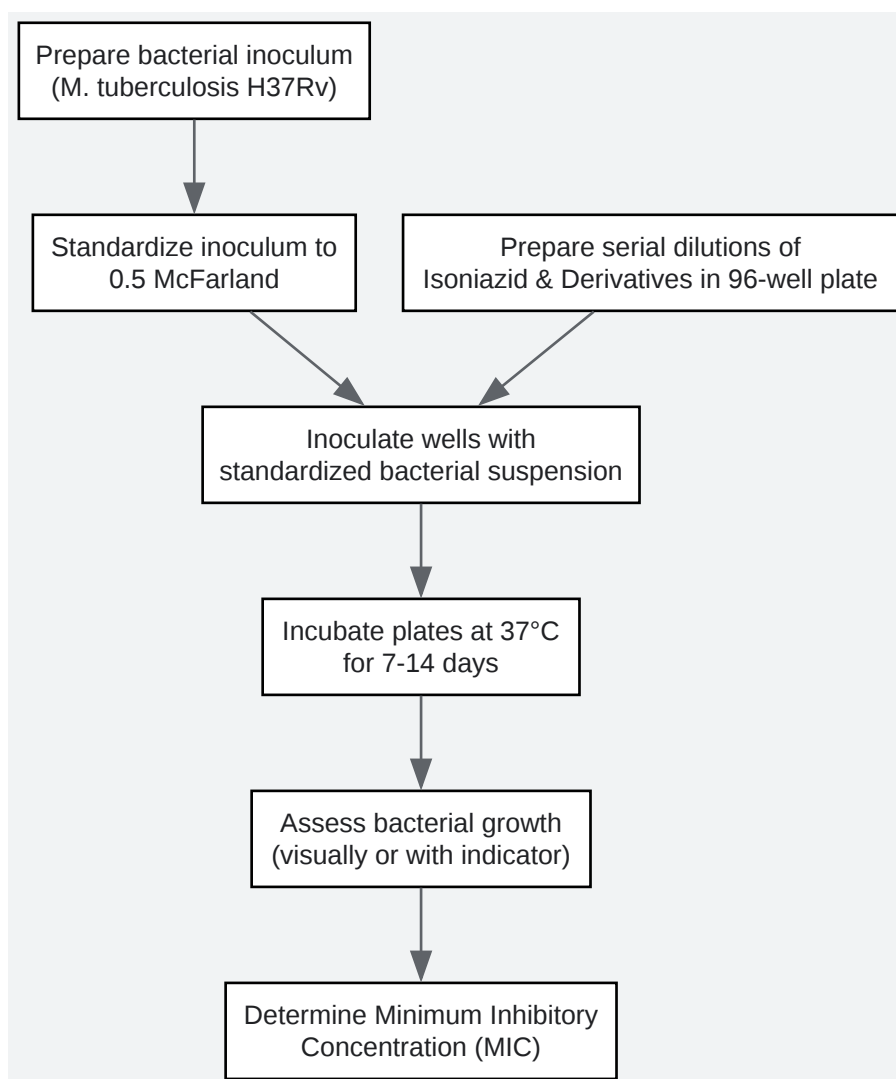 Prepare bacterial inoculum
(M. tuberculosis H37Rv)
Standardize inoculum to
0.5 McFarland
Prepare serial dilutions of
Isoniazid & Derivatives in 96-well plate
Inoculate wells with
standardized bacterial suspension
Incubate plates at 37°C
for 7-14 days
Assess bacterial growth
(visually or with indicator)
Determine Minimum Inhibitory
Concentration (MIC)